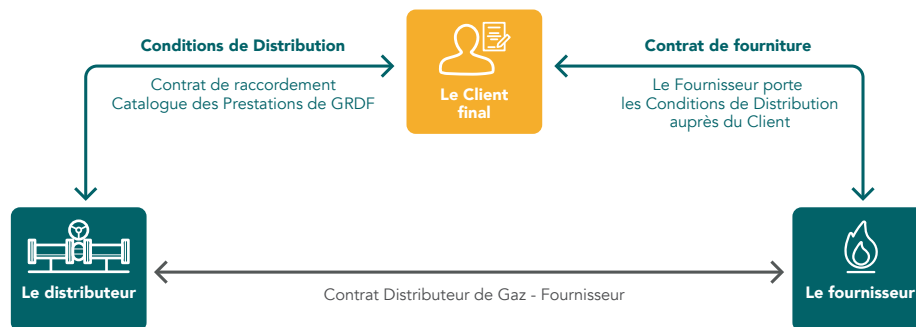 Conditions de Distribution
Contrat de raccordement
Catalogue des Prestations de GRDF
Le Client
final
Contrat de fourniture
Le Fournisseur porte
les Conditions de Distribution
auprès du Client
Le distributeur
Contrat Distributeur de Gaz - Fournisseur
Le fournisseur